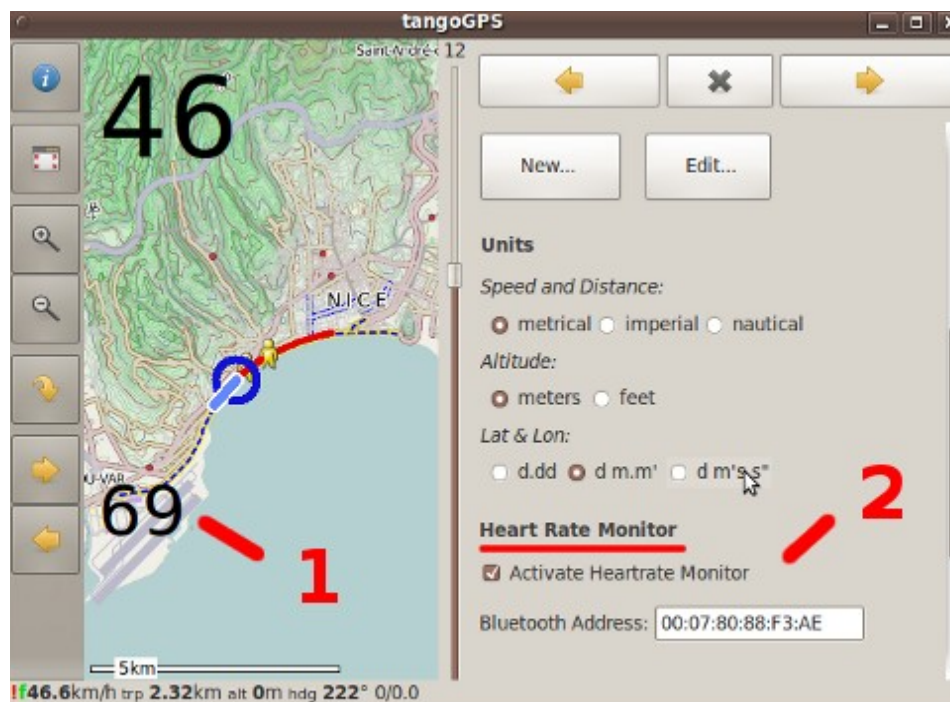 tangoGPS
Saint-André-
12
46
New...
Edit...
Units
Speed and Distance:
metrical imperial nautical
Altitude:
meters feet
NICE
Lat & Lon:
d.dd d m.m' d m's s"
U-VAR
69
1
2
Heart Rate Monitor
Activate Heartrate Monitor
Bluetooth Address: 00:07:80:88:F3:AE
5km
!f46.6km/h trp 2.32km alt 0m hdg 222° 0/0.0